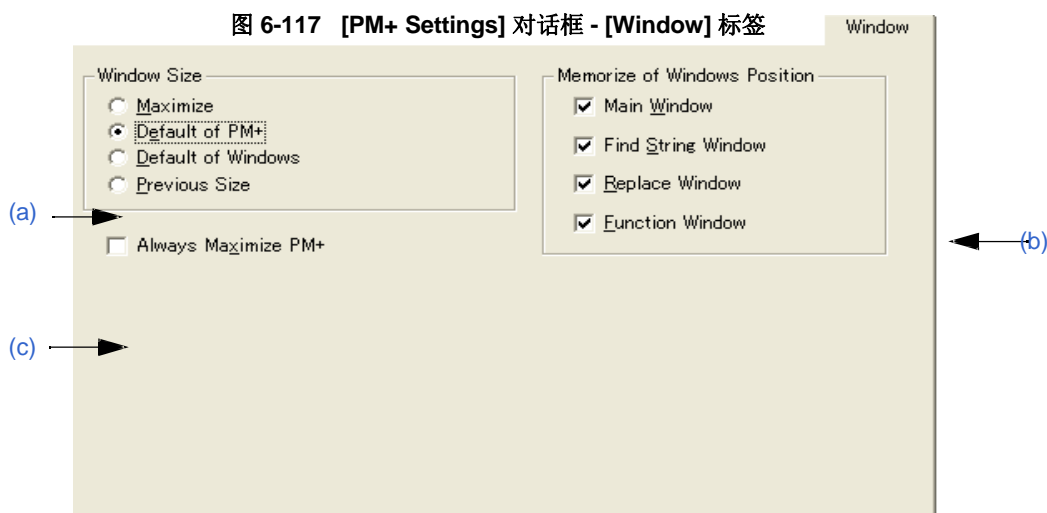 图 6-117 [PM+ Settings] 对话框 - [Window] 标签
Window
Window Size
Maximize
Default of PM+
Default of Windows
Previous Size
(a)
Always Maximize PM+
Memorize of Windows Position
Main Window
Find String Window
Replace Window
Function Window
(b)
(c)